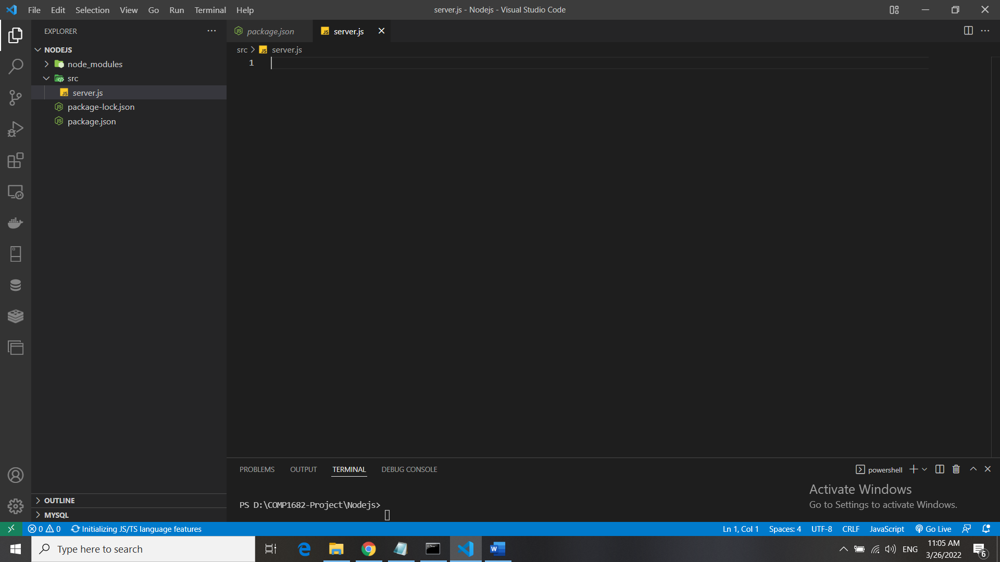 File Edit Selection View Go Run Terminal Help
server.js - Nodejs - Visual Studio Code
EXPLORER
NODEJS
node_modules
src
server.js
package-lock.json
package.json
OUTLINE
MYSQL
package.json
server.js
src > server.js
1
PROBLEMS OUTPUT TERMINAL DEBUG CONSOLE
powershell
PS D:\COMP1682-Project\Nodejs>
Activate Windows
Go to Settings to activate Windows.
0 0 Initializing JS/TS language features
Ln 1, Col 1 Spaces: 4 UTF-8 CRLF JavaScript Go Live
Type here to search
ENG
11:05 AM
3/26/2022
6